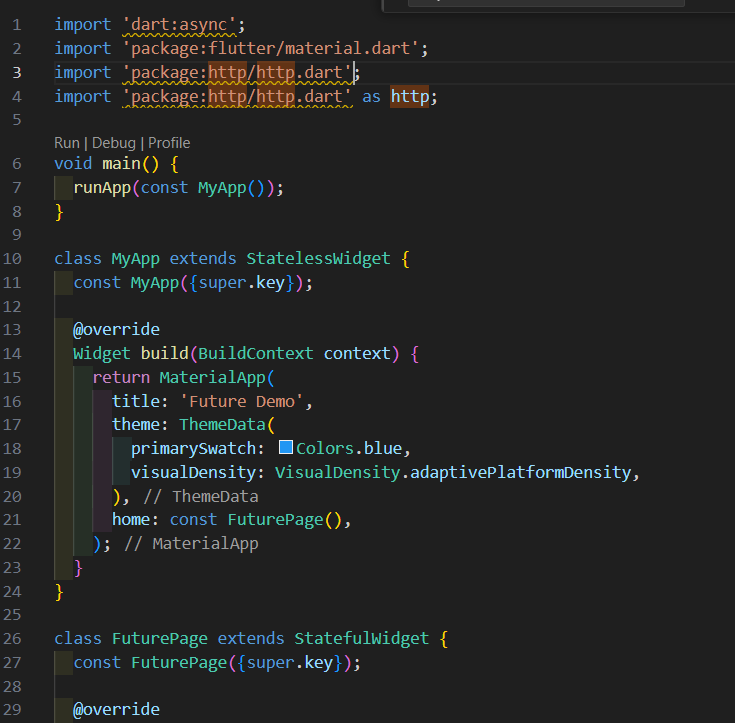 1 import 'dart:async';
2 import 'package:flutter/material.dart';
3 import 'package:http/http.dart';
4 import 'package:http/http.dart' as http;
5
Run | Debug | Profile
6 void main() {
7   runApp(const MyApp());
8 }
9
10 class MyApp extends StatelessWidget {
11   const MyApp({super.key});
12
13   @override
14   Widget build(BuildContext context) {
15     return MaterialApp(
16       title: 'Future Demo',
17       theme: ThemeData(
18         primarySwatch: Colors.blue,
19         visualDensity: VisualDensity.adaptivePlatformDensity,
20       ), // ThemeData
21       home: const FuturePage(),
22     ); // MaterialApp
23   }
24 }
25
26 class FuturePage extends StatefulWidget {
27   const FuturePage({super.key});
28
29   @override